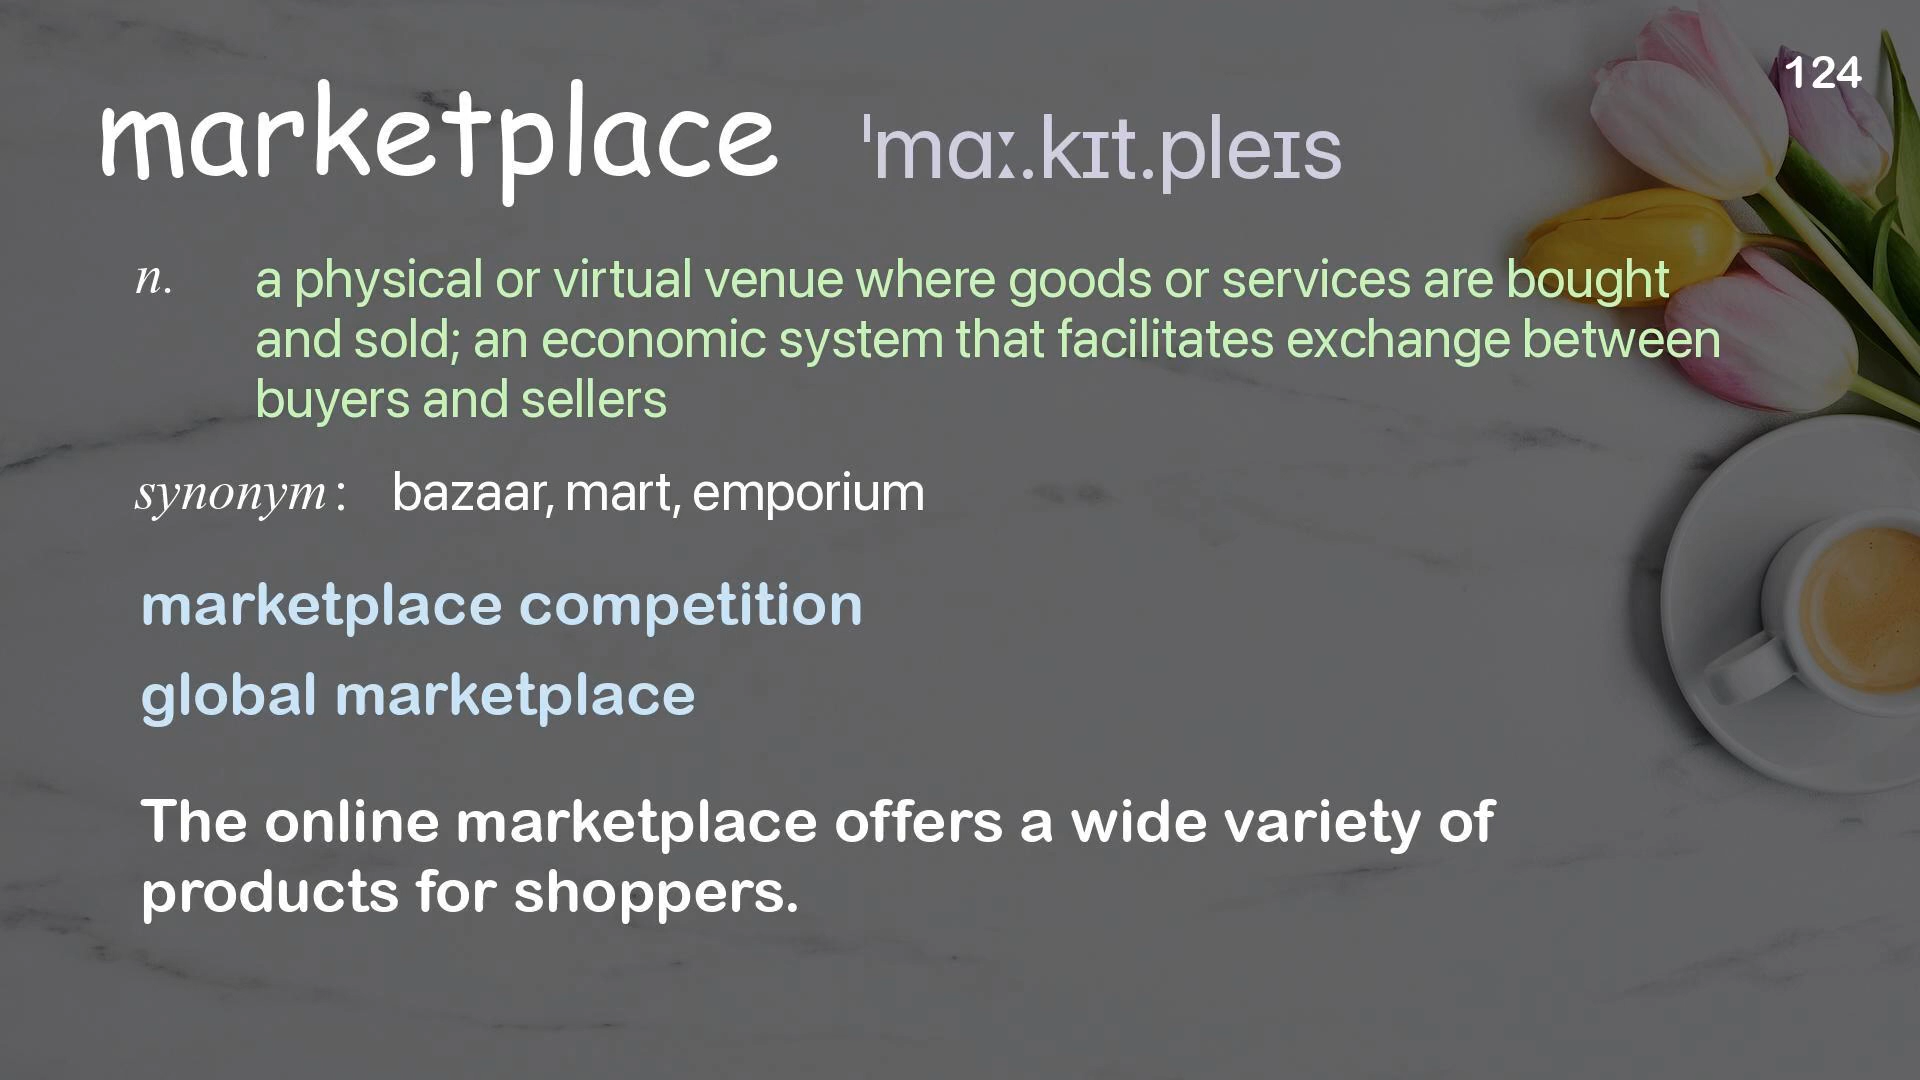 124
marketplace ˈmɑː.kɪt.pleɪs
n. a physical or virtual venue where goods or services are bought
and sold; an economic system that facilitates exchange between
buyers and sellers
synonym: bazaar, mart, emporium
marketplace competition
global marketplace
The online marketplace offers a wide variety of
products for shoppers.